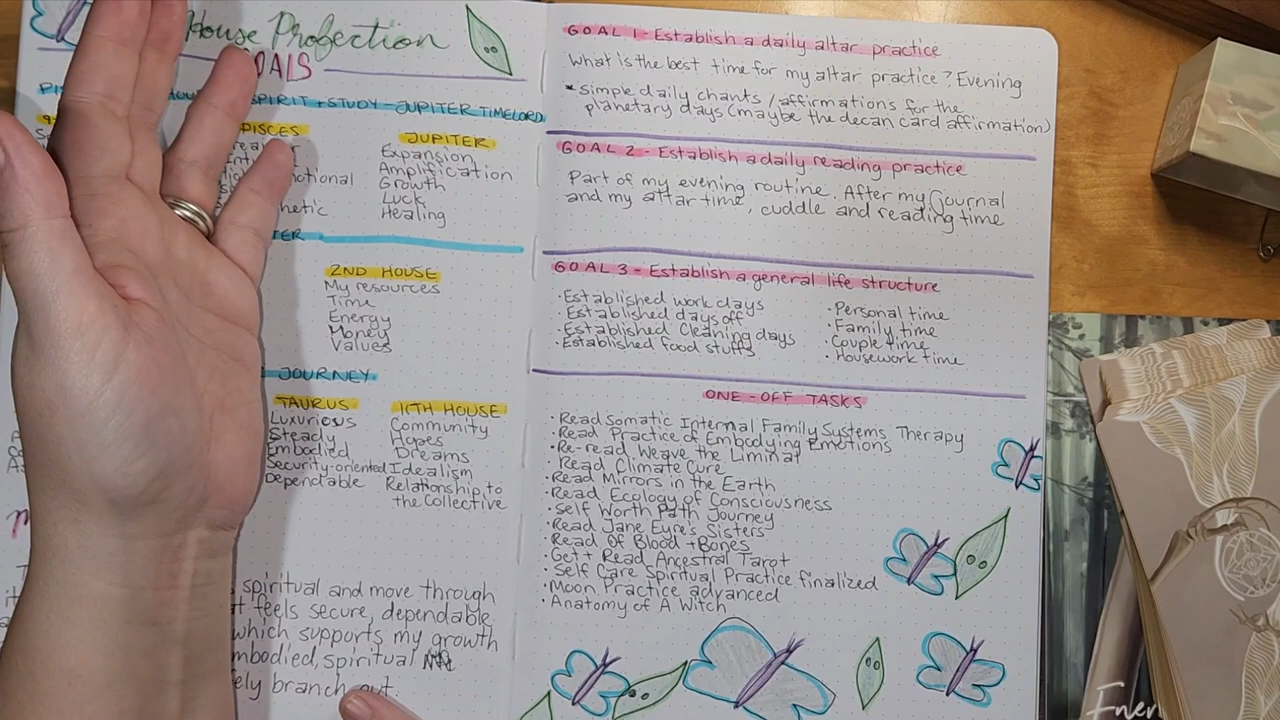 House Profection
GOALS
SPIRIT + STUDY - JUPITER TIMELORD
PISCES
JUPITER
Expansion
Amplification
Growth
Luck
Healing
2ND HOUSE
My resources
Time
Energy
Money
Values
JOURNEY
TAURUS
Luxurious
Steady
Embodied
Security-oriented
Dependable
11TH HOUSE
Community
Hopes
Dreams
Idealism
Relationship to
the Collective
spiritual and move through
feels secure, dependable
which supports my growth
embodied, spiritual
branch out.
GOAL 1 - Establish a daily altar practice
What is the best time for my altar practice? Evening
*simple daily chants / affirmations for the
planetary days (maybe the decan card affirmation)
GOAL 2 - Establish a daily reading practice
Part of my evening routine. After my journal
and my altar time, cuddle and reading time
GOAL 3 - Establish a general life structure
·Established work days
·Established days off
·Established Cleaning days
·Established food stuffs
·Personal time
·Family time
·Couple time
·Housework time
ONE-OFF TASKS
·Read Somatic Internal Family Systems Therapy
·Read Practice of Embodying Emotions
·Re-read Weave the Liminal
·Read Climate Cure
·Read Mirrors in the Earth
·Read Ecology of Consciousness
·Self Worth Path Journey
·Read Jane Eyre's Sisters
·Read Of Blood + Bones
·Get + Read Ancestral Tarot
·Self Care Spiritual Practice finalized
·Moon Practice advanced
·Anatomy of A Witch